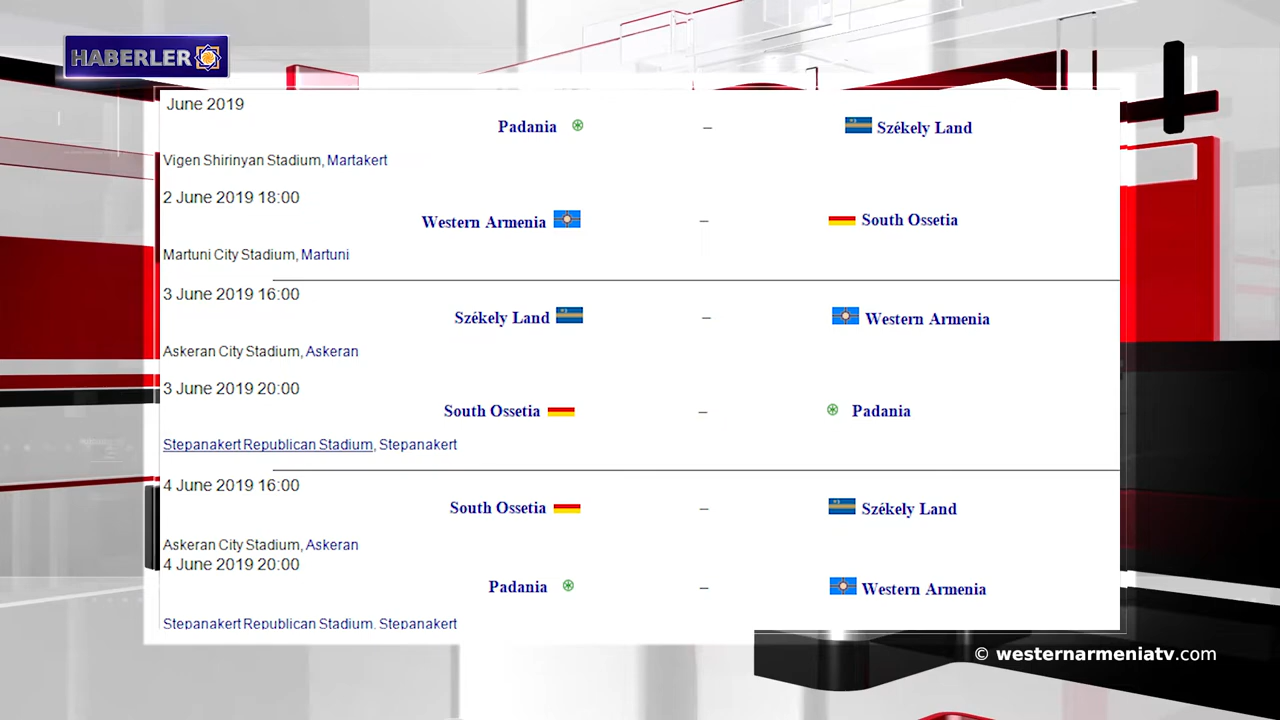 HABERLER
June 2019
Padania – Székely Land
Vigen Shirinyan Stadium, Martakert
2 June 2019 18:00
Western Armenia – South Ossetia
Martuni City Stadium, Martuni
3 June 2019 16:00
Székely Land – Western Armenia
Askeran City Stadium, Askeran
3 June 2019 20:00
South Ossetia – Padania
Stepanakert Republican Stadium, Stepanakert
4 June 2019 16:00
South Ossetia – Székely Land
Askeran City Stadium, Askeran
4 June 2019 20:00
Padania – Western Armenia
Stepanakert Republican Stadium, Stepanakert
© westernarmeniatv.com